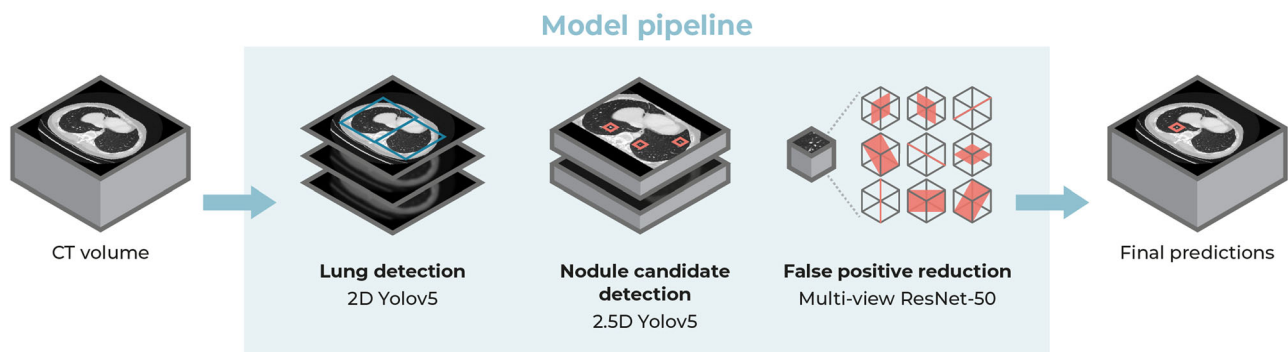 Model pipeline
CT volume
Lung detection
2D Yolov5
Nodule candidate
detection
2.5D Yolov5
False positive reduction
Multi-view ResNet-50
Final predictions